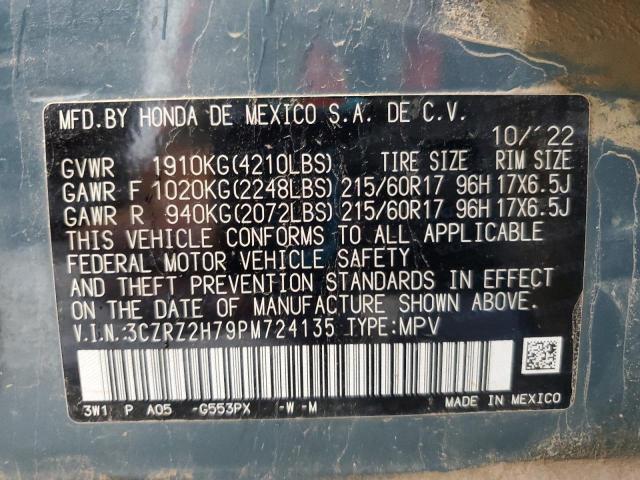 MFD.BY HONDA DE MEXICO S.A. DE C.V.
10/'22
GVWR 1910KG(4210LBS) TIRE SIZE RIM SIZE
GAWR F 1020KG(2248LBS) 215/60R17 96H 17X6.5J
GAWR R 940KG(2072LBS) 215/60R17 96H 17X6.5J
THIS VEHICLE CONFORMS TO ALL APPLICABLE
FEDERAL MOTOR VEHICLE SAFETY
AND THEFT PREVENTION STANDARDS IN EFFECT
ON THE DATE OF MANUFACTURE SHOWN ABOVE.
V.I.N.:3CZRZ2H79PM724135 TYPE:MPV
3W1 P A05 -G553PX -W-M MADE IN MEXICO